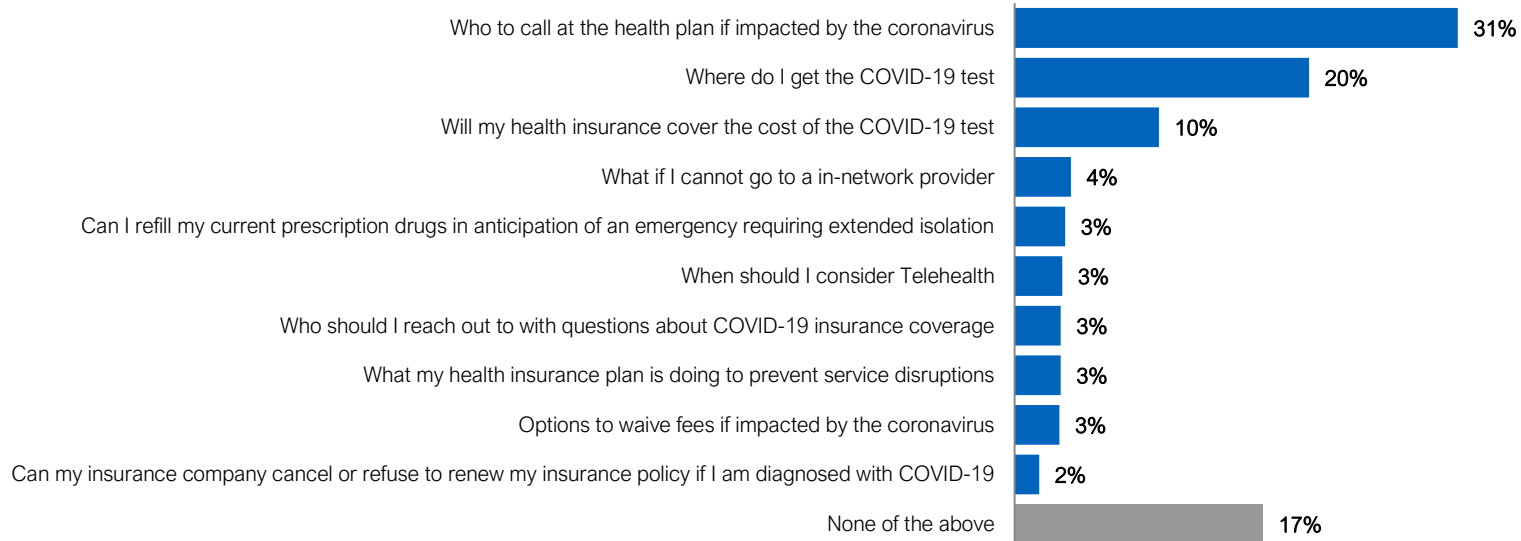 Who to call at the health plan if impacted by the coronavirus 31%
Where do I get the COVID-19 test 20%
Will my health insurance cover the cost of the COVID-19 test 10%
What if I cannot go to a in-network provider 4%
Can I refill my current prescription drugs in anticipation of an emergency requiring extended isolation 3%
When should I consider Telehealth 3%
Who should I reach out to with questions about COVID-19 insurance coverage 3%
What my health insurance plan is doing to prevent service disruptions 3%
Options to waive fees if impacted by the coronavirus 3%
Can my insurance company cancel or refuse to renew my insurance policy if I am diagnosed with COVID-19 2%
None of the above 17%